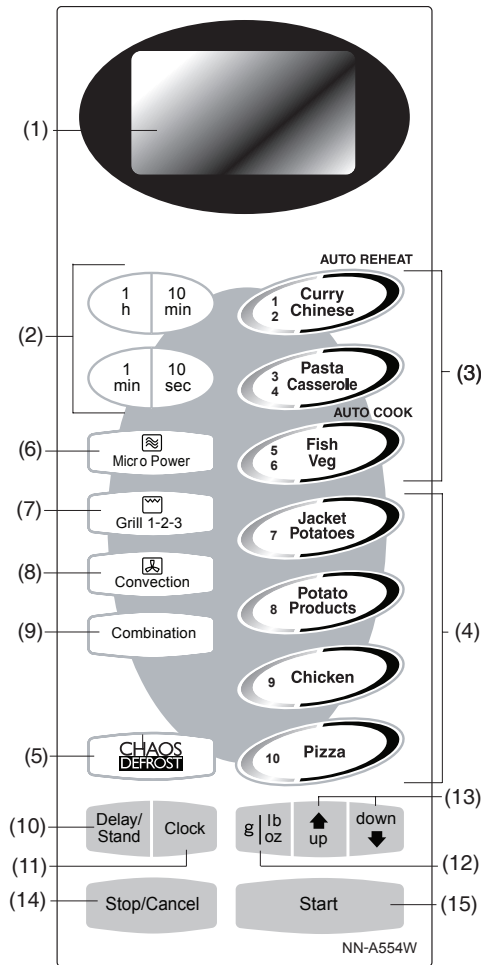 (1)
AUTO REHEAT
1 h
10 min
1 2 Curry Chinese
(2)
1 min
10 sec
3 4 Pasta Casserole
(3)
AUTO COOK
(6)
Micro Power
5 6 Fish Veg
(7)
Grill 1-2-3
7 Jacket Potatoes
(8)
Convection
8 Potato Products
(4)
(9)
Combination
9 Chicken
(5)
CHAOS
DEFROST
10 Pizza
(13)
(10)
Delay/
Stand
Clock
g
lb
oz
up
down
(11)
(12)
(14)
Stop/Cancel
Start
(15)
NN-A554W